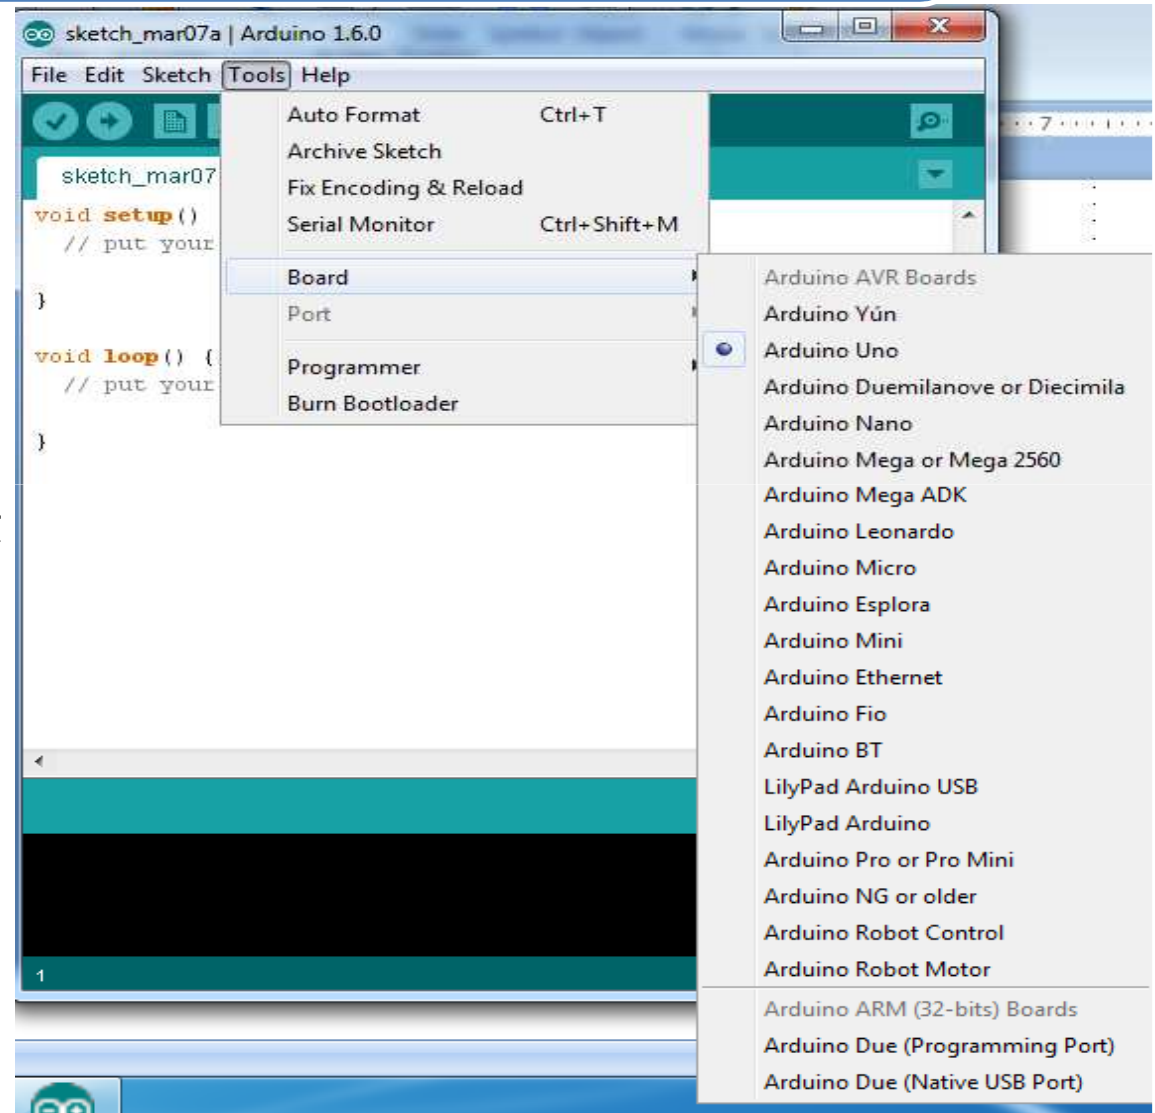 sketch_mar07a | Arduino 1.6.0
File Edit Sketch Tools Help
sketch_mar07
void setup()
// put your
}
void loop() {
// put your
}
Auto Format Ctrl+T
Archive Sketch
Fix Encoding & Reload
Serial Monitor Ctrl+Shift+M
Board
Port
Programmer
Burn Bootloader
Arduino AVR Boards
Arduino Yún
Arduino Uno
Arduino Duemilanove or Diecimila
Arduino Nano
Arduino Mega or Mega 2560
Arduino Mega ADK
Arduino Leonardo
Arduino Micro
Arduino Esplora
Arduino Mini
Arduino Ethernet
Arduino Fio
Arduino BT
LilyPad Arduino USB
LilyPad Arduino
Arduino Pro or Pro Mini
Arduino NG or older
Arduino Robot Control
Arduino Robot Motor
Arduino ARM (32-bits) Boards
Arduino Due (Programming Port)
Arduino Due (Native USB Port)
1
7